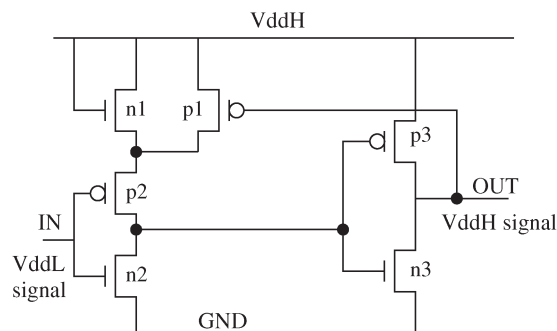 VddH
n1
p1
p3
p2
IN
OUT
VddL
signal
VddH signal
n2
n3
GND